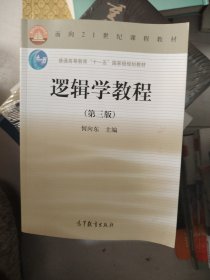 面向21世纪课程教材
普通高等教育“十一五”国家级规划教材
逻辑学教程
（第三版）
何向东 主编
高等教育出版社